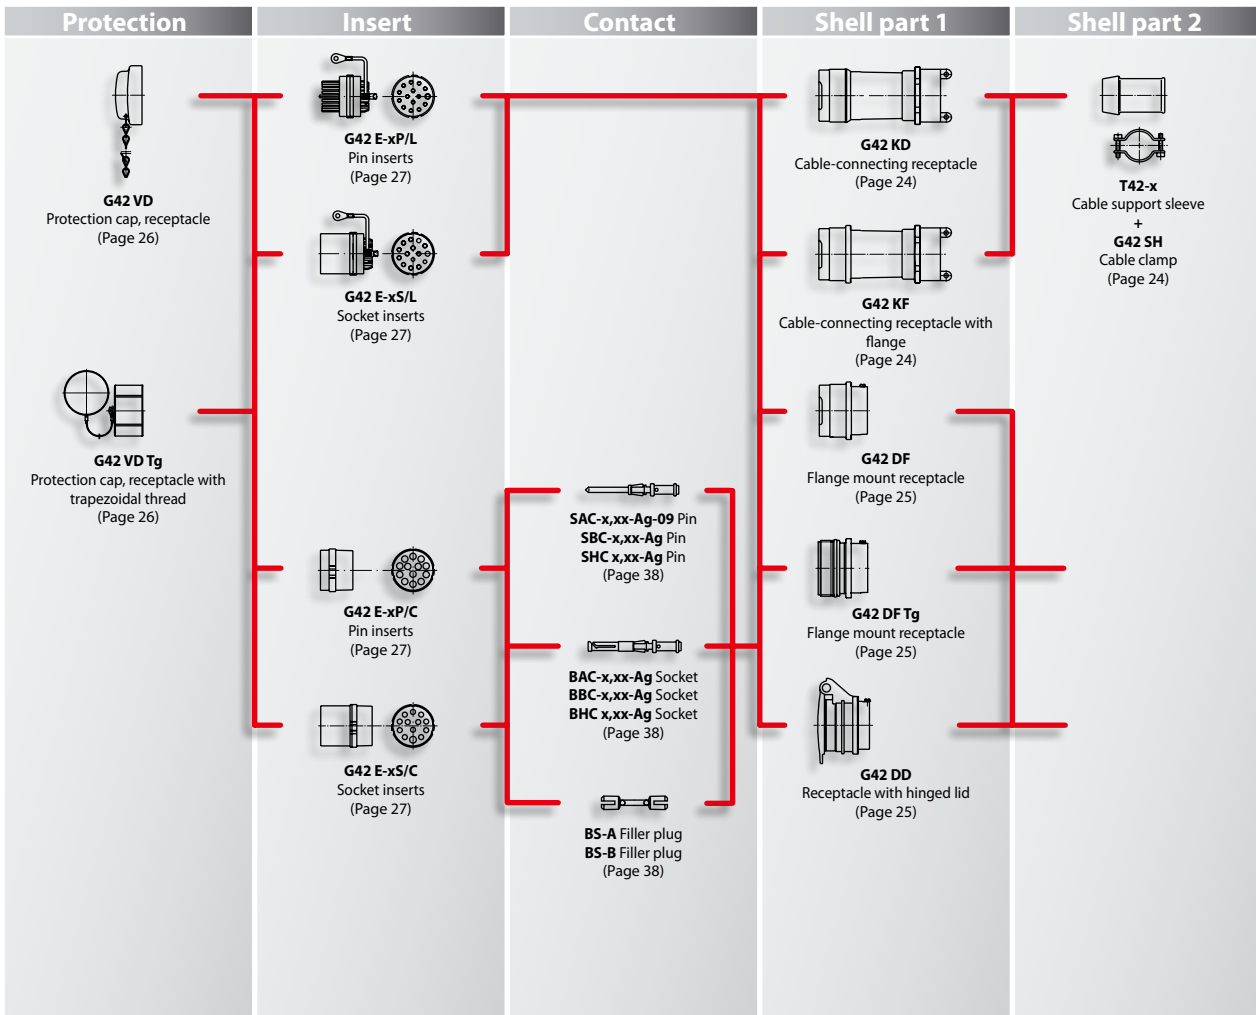 Protection
Insert
Contact
Shell part 1
Shell part 2
G42 VD
Protection cap, receptacle
(Page 26)
G42 VD Tg
Protection cap, receptacle with
trapezoidal thread
(Page 26)
G42 E-xP/L
Pin inserts
(Page 27)
G42 E-xS/L
Socket inserts
(Page 27)
G42 E-xP/C
Pin inserts
(Page 27)
G42 E-xS/C
Socket inserts
(Page 27)
SAC-x,xx-Ag-09 Pin
SBC-x,xx-Ag Pin
SHC x,xx-Ag Pin
(Page 38)
BAC-x,xx-Ag Socket
BBC-x,xx-Ag Socket
BHC x,xx-Ag Socket
(Page 38)
BS-A Filler plug
BS-B Filler plug
(Page 38)
G42 KD
Cable-connecting receptacle
(Page 24)
G42 KF
Cable-connecting receptacle with
flange
(Page 24)
G42 DF
Flange mount receptacle
(Page 25)
G42 DF Tg
Flange mount receptacle
(Page 25)
G42 DD
Receptacle with hinged lid
(Page 25)
T42-x
Cable support sleeve
+
G42 SH
Cable clamp
(Page 24)